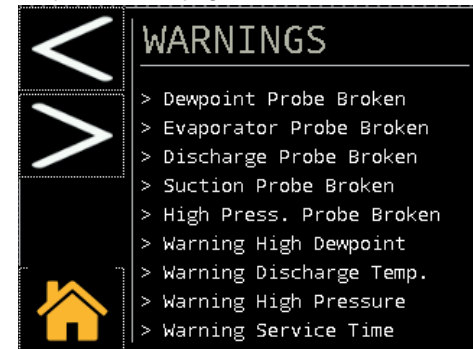 WARNINGS
> Dewpoint Probe Broken
> Evaporator Probe Broken
> Discharge Probe Broken
> Suction Probe Broken
> High Press. Probe Broken
> Warning High Dewpoint
> Warning Discharge Temp.
> Warning High Pressure
> Warning Service Time